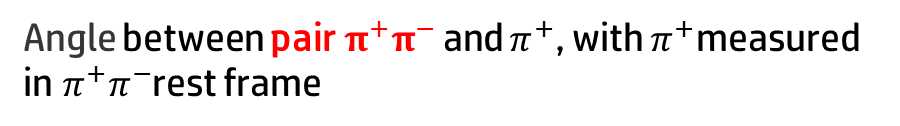 Angle between pair π⁺π⁻ and π⁺, with π⁺ measured
in π⁺π⁻ rest frame